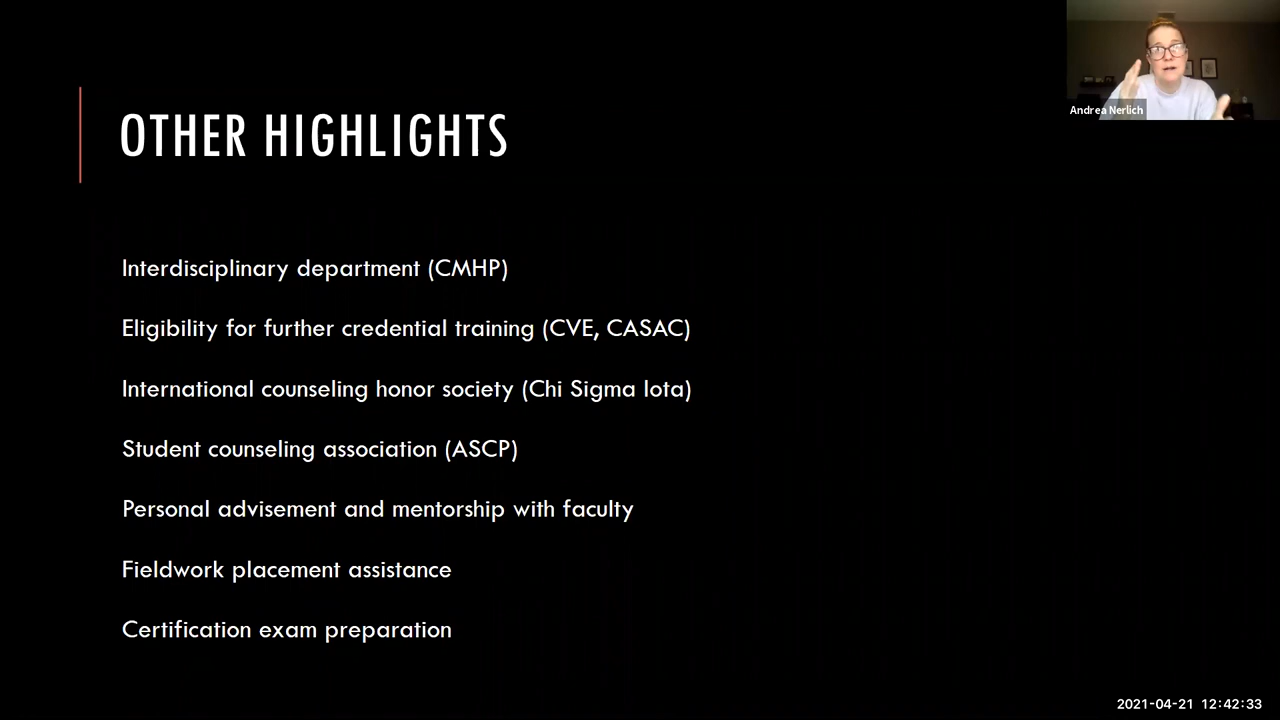 Andrea Nerlich
OTHER HIGHLIGHTS
Interdisciplinary department (CMHP)
Eligibility for further credential training (CVE, CASAC)
International counseling honor society (Chi Sigma Iota)
Student counseling association (ASCP)
Personal advisement and mentorship with faculty
Fieldwork placement assistance
Certification exam preparation
2021-04-21 12:42:33